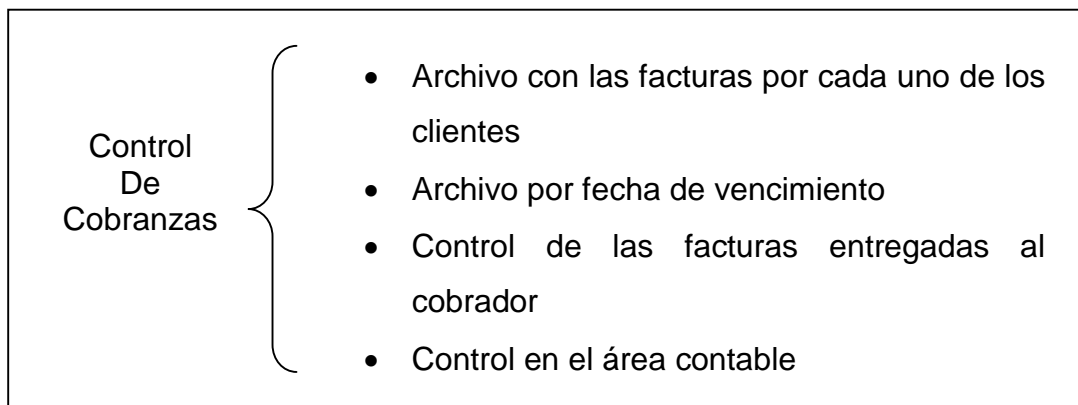 Control
De
Cobranzas
• Archivo con las facturas por cada uno de los
clientes
• Archivo por fecha de vencimiento
• Control de las facturas entregadas al
cobrador
• Control en el área contable